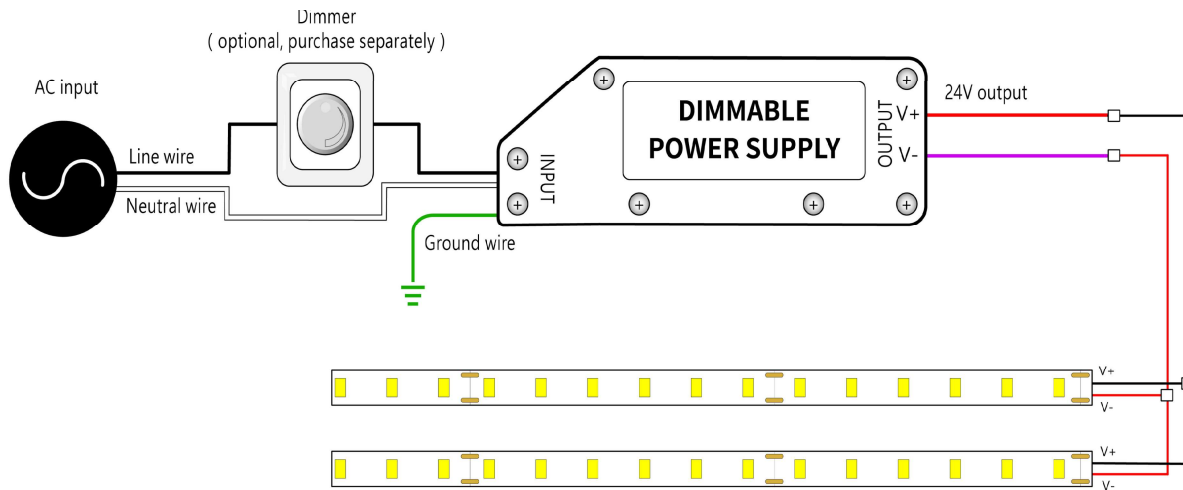 Dimmer
( optional, purchase separately )
AC input
Line wire
Neutral wire
Ground wire
INPUT
DIMMABLE
POWER SUPPLY
OUTPUT
V+
V-
24V output
V+
V-
V+
V-